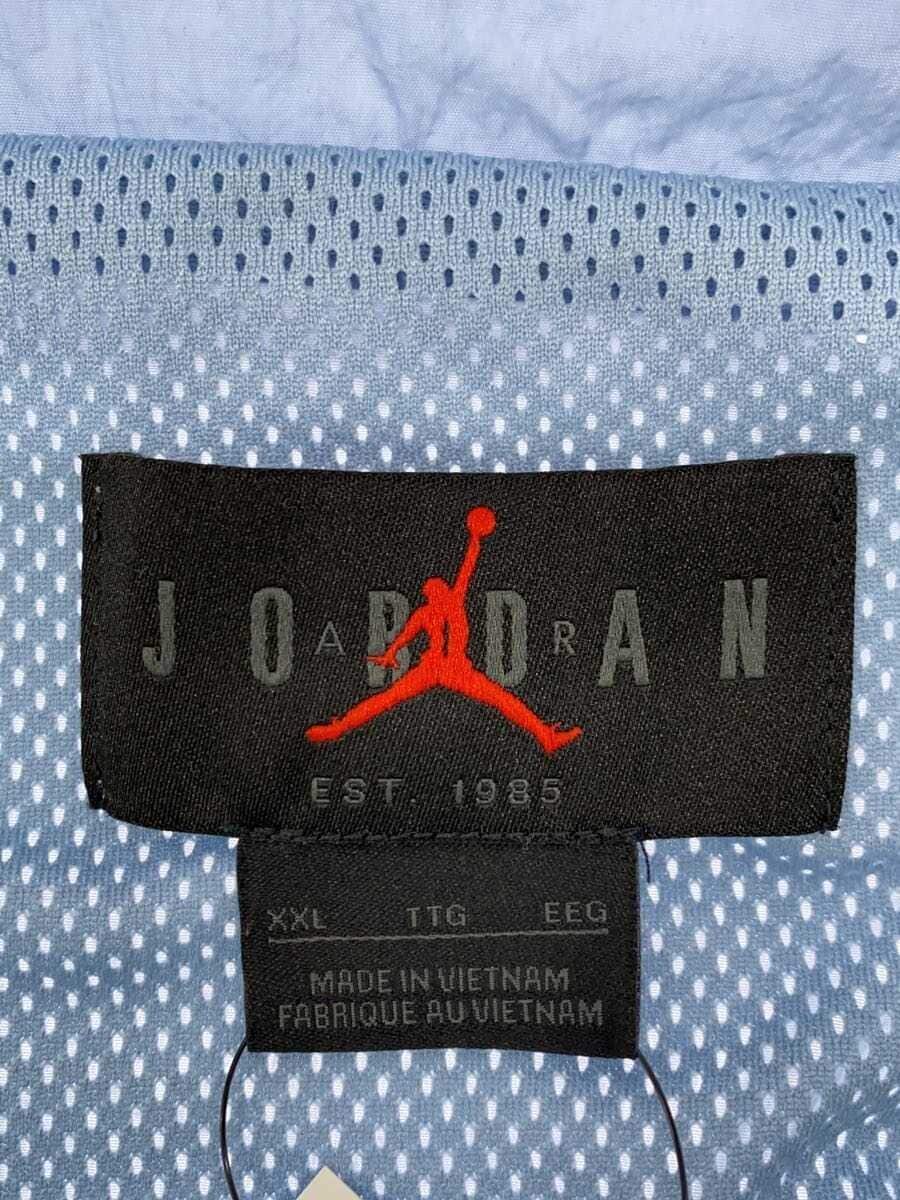 JORDAN
AIR
EST. 1985
XXL TTG EEG
MADE IN VIETNAM
FABRIQUE AU VIETNAM